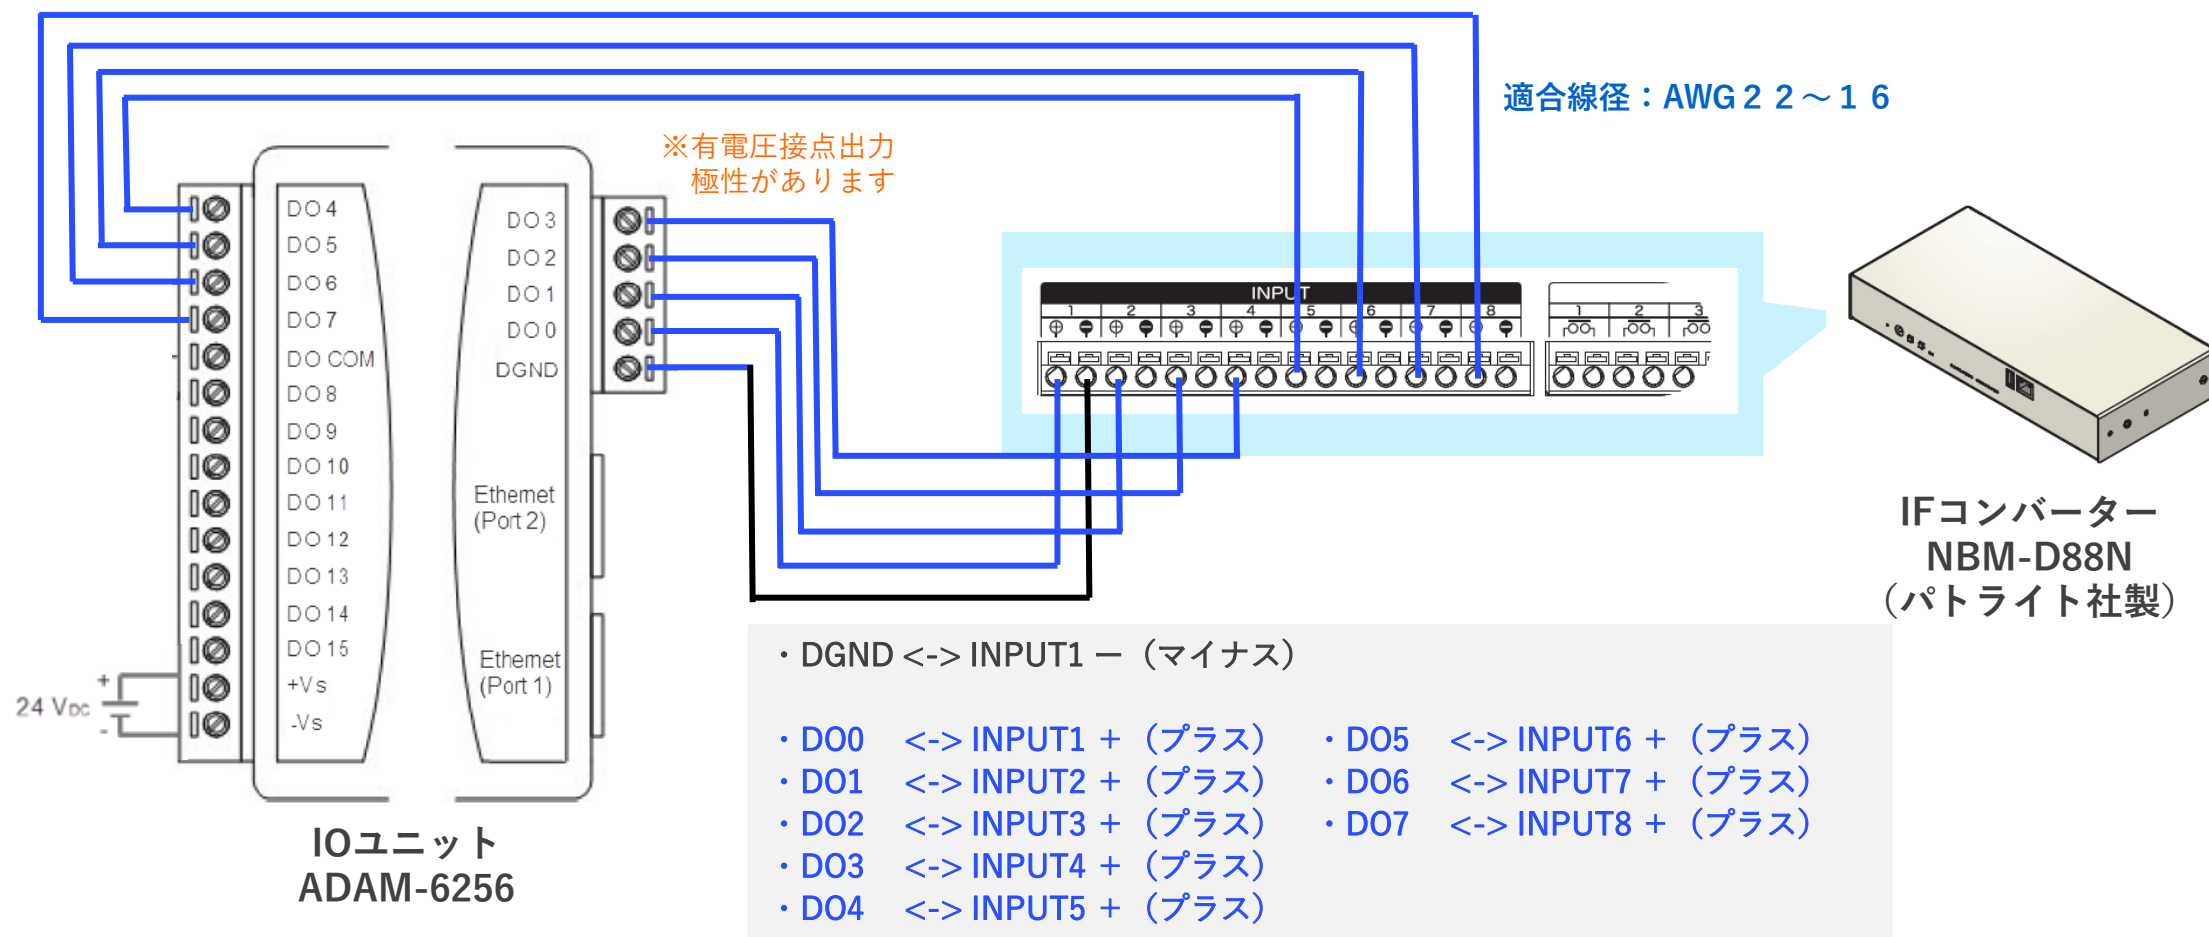 適合線径：AWG２２～１６
※有電圧接点出力
極性があります
DO 4
DO 5
DO 6
DO 7
DO COM
DO 8
DO 9
DO 10
DO 11
DO 12
DO 13
DO 14
DO 15
+Vs
-Vs
+
24 VDC
-
DO 3
DO 2
DO 1
DO 0
DGND
Ethernet
(Port 2)
Ethernet
(Port 1)
IOユニット
ADAM-6256
INPUT
1 2 3 4 5 6 7 8
1 2 3
IFコンバーター
NBM-D88N
（パトライト社製）
・DGND <-> INPUT1 －（マイナス）
・DO0 <-> INPUT1 ＋（プラス）
・DO1 <-> INPUT2 ＋（プラス）
・DO2 <-> INPUT3 ＋（プラス）
・DO3 <-> INPUT4 ＋（プラス）
・DO4 <-> INPUT5 ＋（プラス）
・DO5 <-> INPUT6 ＋（プラス）
・DO6 <-> INPUT7 ＋（プラス）
・DO7 <-> INPUT8 ＋（プラス）